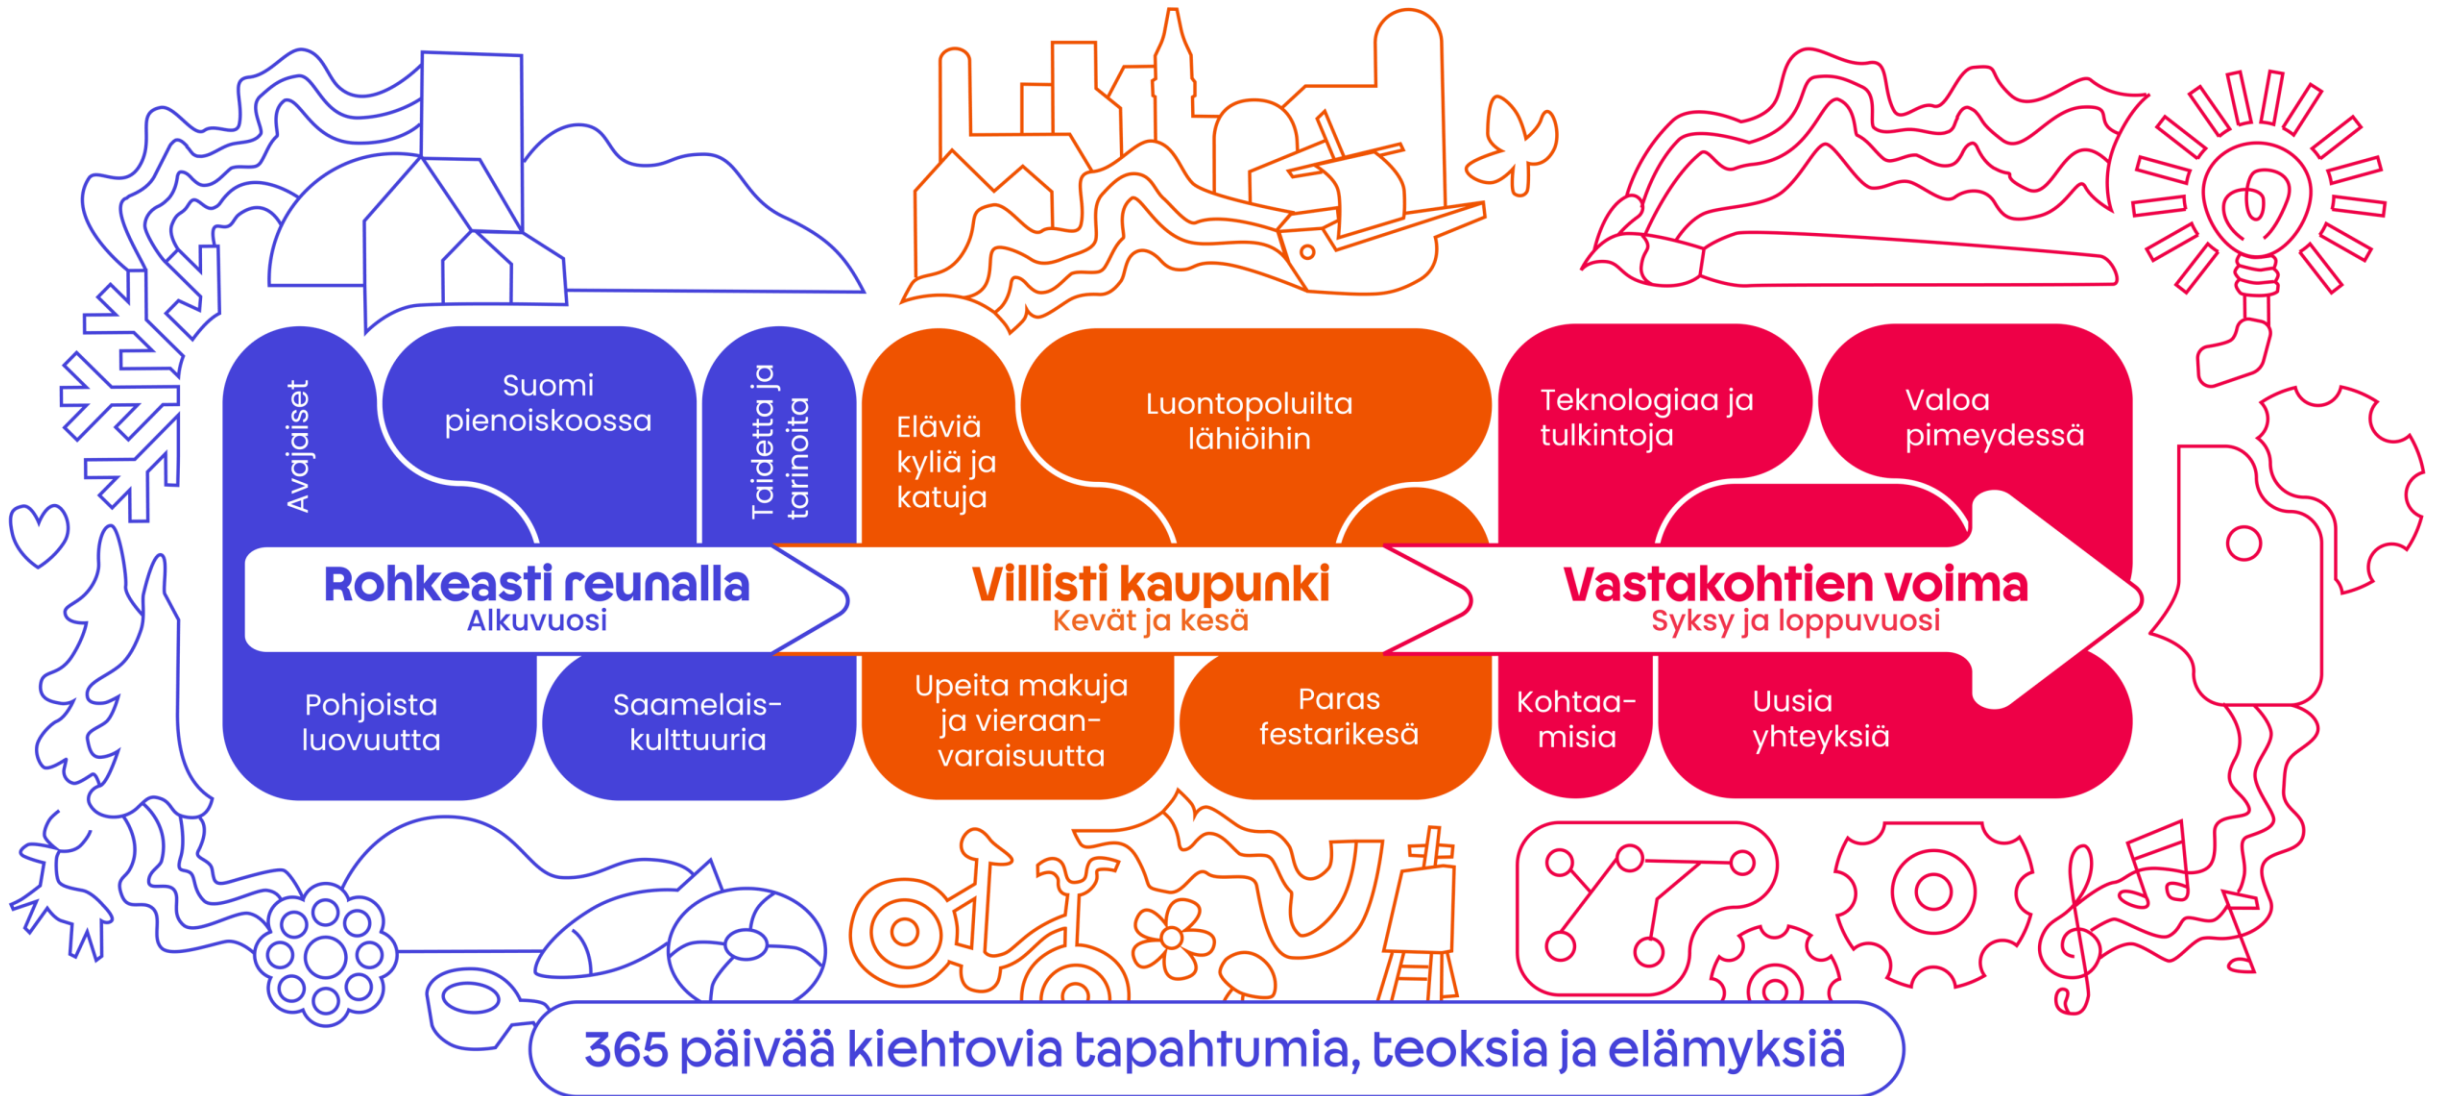 Avajaiset
Suomi
pienoiskoossa
Taidetta ja
tarinoita
Rohkeasti reunalla
Alkuvuosi
Pohjoista
luovuutta
Saamelais-
kulttuuria
Eläviä
kyliä ja
katuja
Luontopoluilta
lähiöihin
Villisti kaupunki
Kevät ja kesä
Upeita makuja
ja vieraan-
varaisuutta
Paras
festarikesä
Teknologiaa ja
tulkintoja
Valoa
pimeydessä
Vastakohtien voima
Syksy ja loppuvuosi
Kohtaa-
misia
Uusia
yhteyksiä
365 päivää kiehtovia tapahtumia, teoksia ja elämyksiä